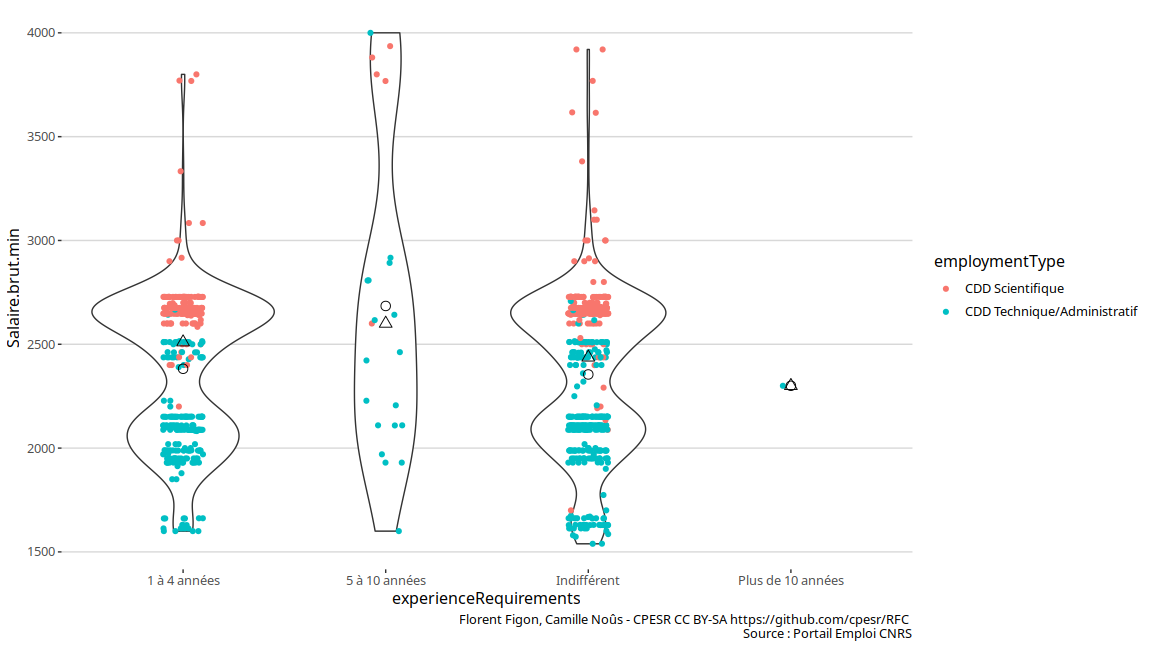 4000
3500
3000
2500
2000
1500
Salaire.brut.min
1 à 4 années
5 à 10 années
Indifférent
Plus de 10 années
experienceRequirements
employmentType
CDD Scientifique
CDD Technique/Administratif
Florent Figon, Camille Noûs - CPESR CC BY-SA https://github.com/cpesr/RFC
Source : Portail Emploi CNRS